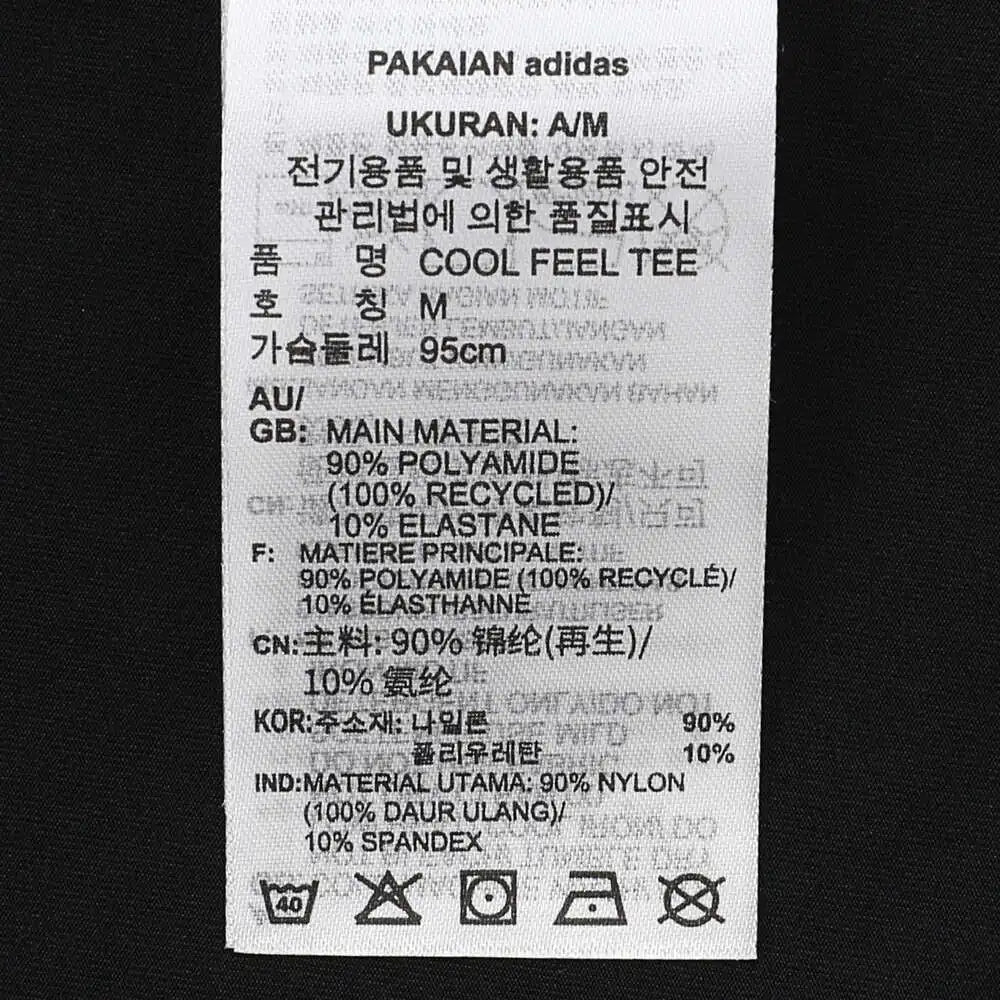 PAKAIAN adidas
UKURAN: A/M
전기용품 및 생활용품 안전
관리법에 의한 품질표시
품 명 COOL FEEL TEE
호 칭 M
가슴둘레 95cm
AU/
GB: MAIN MATERIAL:
90% POLYAMIDE
(100% RECYCLED)/
10% ELASTANE
F: MATIERE PRINCIPALE:
90% POLYAMIDE (100% RECYCLÉ)/
10% ÉLASTHANNE
CN: 主料: 90% 锦纶(再生)/
10% 氨纶
KOR: 주소재: 나일론 90%
폴리우레탄 10%
IND: MATERIAL UTAMA: 90% NYLON
(100% DAUR ULANG)/
10% SPANDEX
40